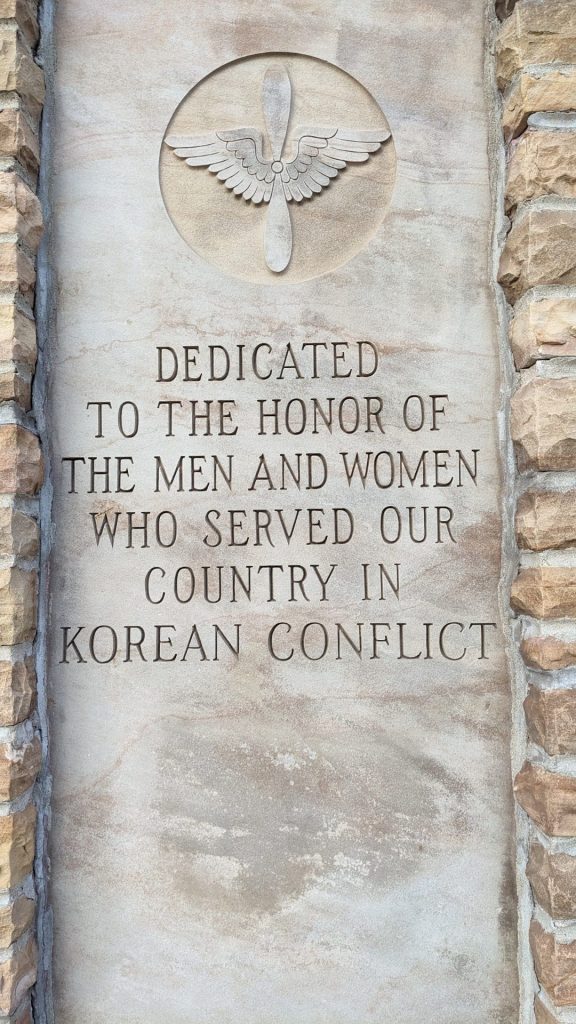 DEDICATED
TO THE HONOR OF
THE MEN AND WOMEN
WHO SERVED OUR
COUNTRY IN
KOREAN CONFLICT